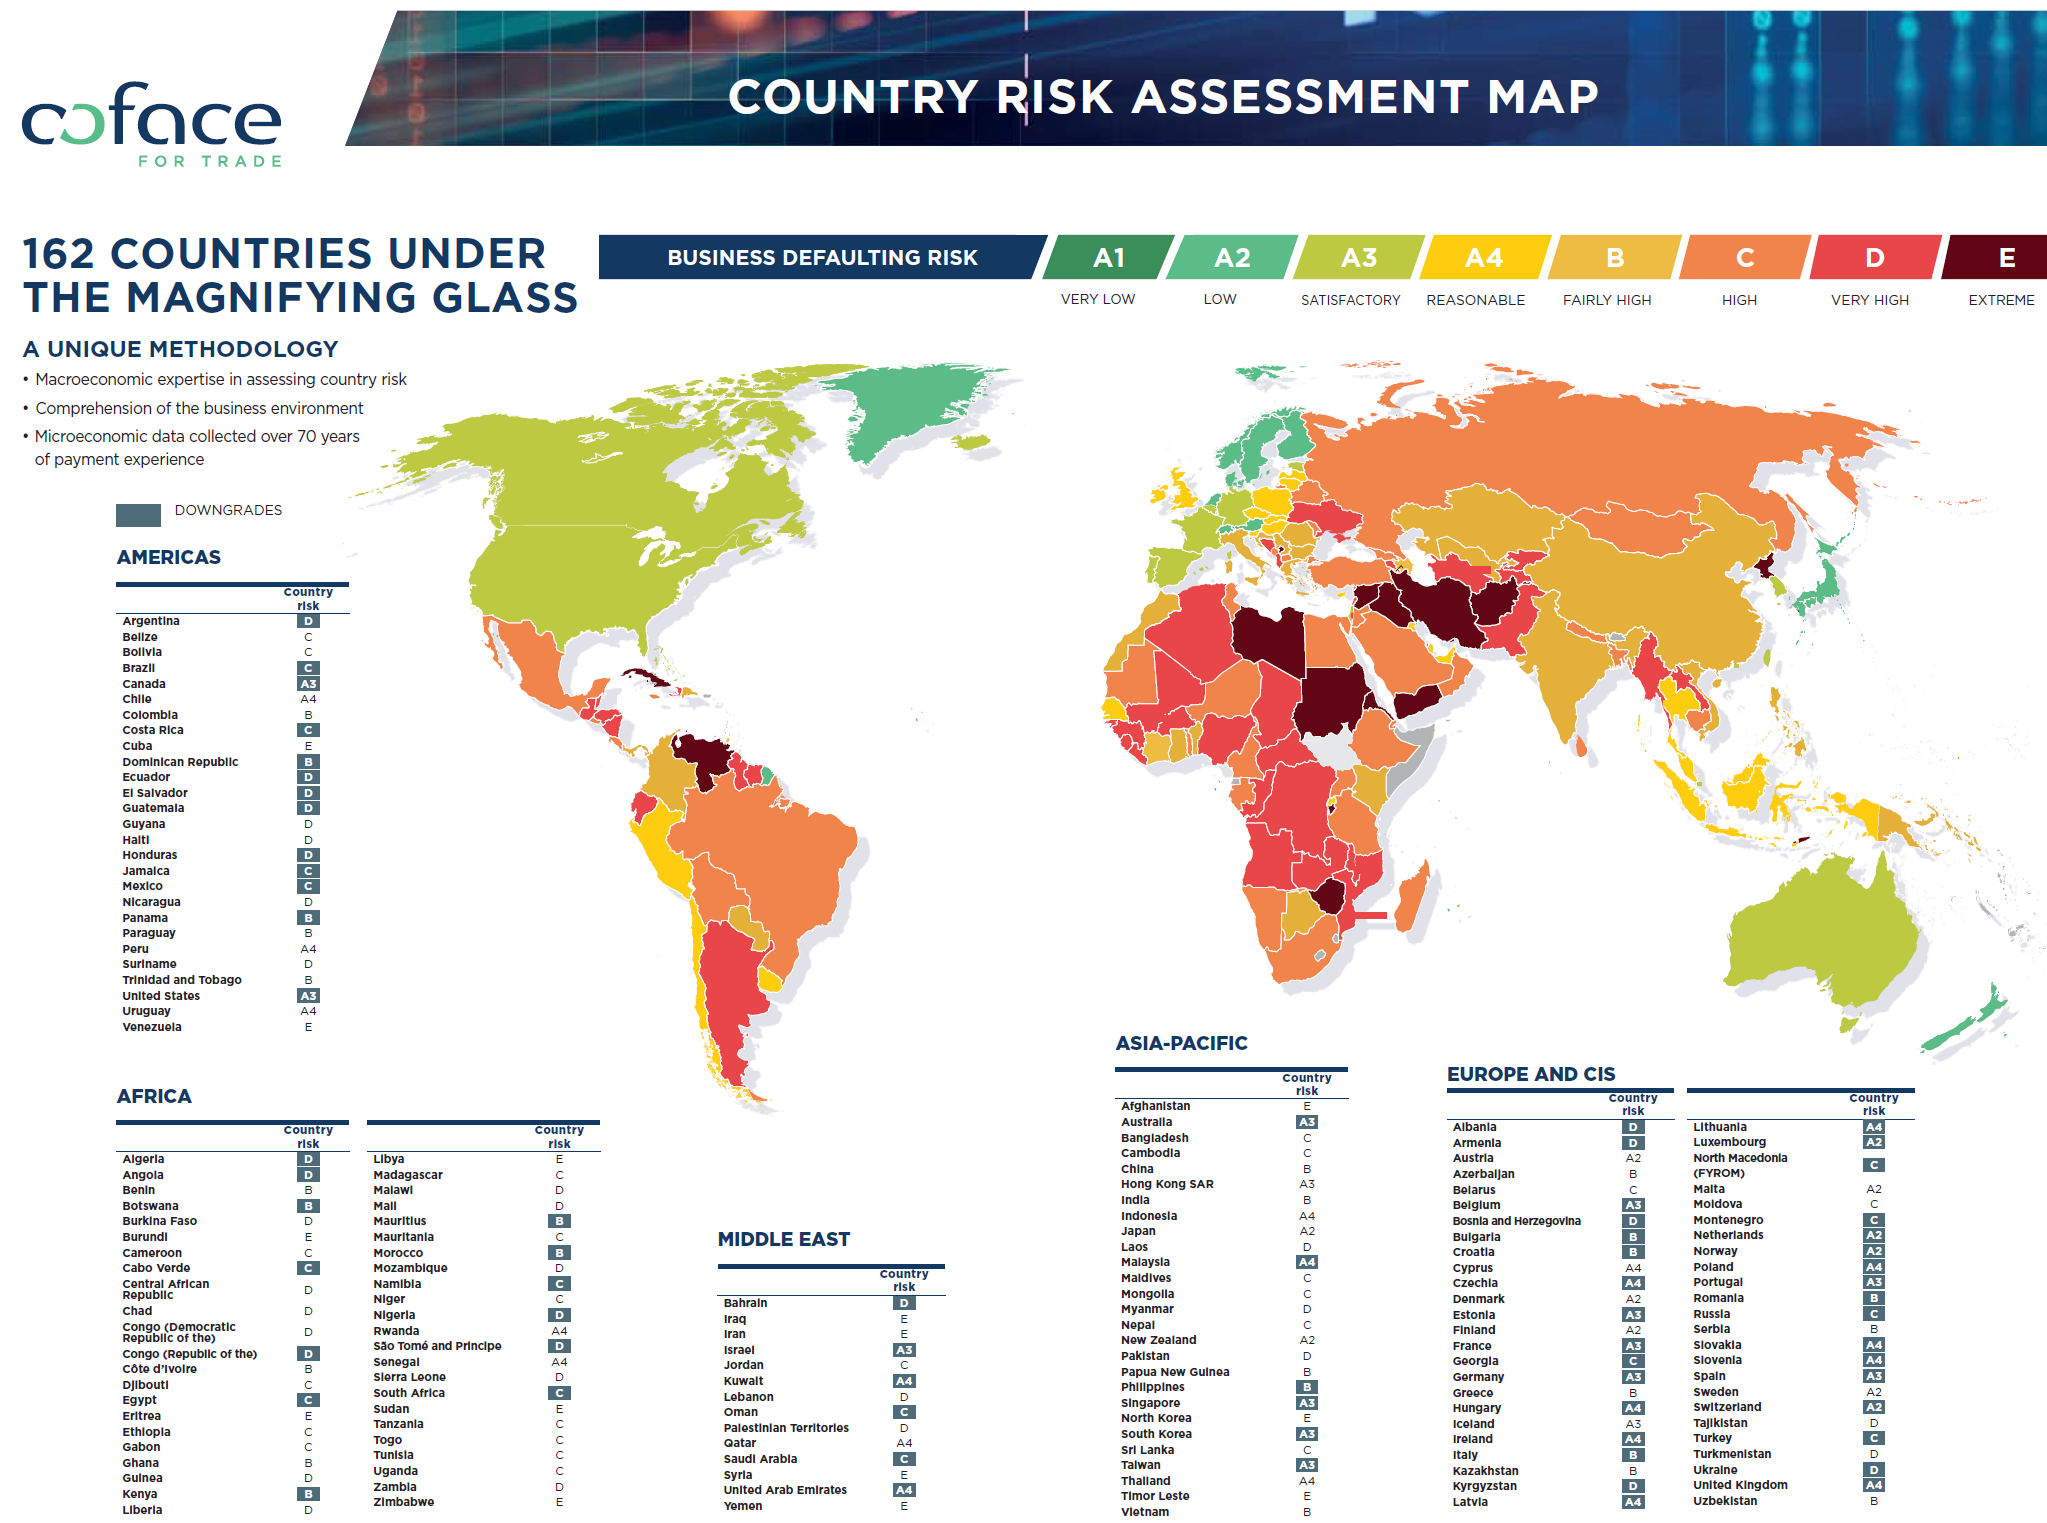 coface
FOR TRADE
COUNTRY RISK ASSESSMENT MAP
162 COUNTRIES UNDER
THE MAGNIFYING GLASS
BUSINESS DEFAULTING RISK
A1 A2 A3 A4 B C D E
VERY LOW LOW SATISFACTORY REASONABLE FAIRLY HIGH HIGH VERY HIGH EXTREME
A UNIQUE METHODOLOGY
• Macroeconomic expertise in assessing country risk
• Comprehension of the business environment
• Microeconomic data collected over 70 years
of payment experience
DOWNGRADES
AMERICAS
Country
risk
Argentina D
Belize C
Bolivia C
Brazil C
Canada A3
Chile A4
Colombia B
Costa Rica C
Cuba E
Dominican Republic B
Ecuador D
El Salvador D
Guatemala D
Guyana D
Haiti D
Honduras D
Jamaica C
Mexico C
Nicaragua D
Panama B
Paraguay B
Peru A4
Suriname D
Trinidad and Tobago B
United States A3
Uruguay A4
Venezuela E
AFRICA
Country
risk
Algeria D
Angola D
Benin B
Botswana B
Burkina Faso D
Burundi E
Cameroon C
Cabo Verde C
Central African
Republic D
Chad D
Congo (Democratic
Republic of the) D
Congo (Republic of the) D
Côte d'Ivoire B
Djibouti C
Egypt C
Eritrea E
Ethiopia C
Gabon C
Ghana B
Guinea D
Kenya B
Liberia D
Country
risk
Libya E
Madagascar C
Malawi D
Mali D
Mauritius B
Mauritania C
Morocco B
Mozambique D
Namibia C
Niger C
Nigeria D
Rwanda A4
São Tomé and Principe D
Senegal A4
Sierra Leone D
South Africa C
Sudan E
Tanzania C
Togo C
Tunisia C
Uganda C
Zambia D
Zimbabwe E
MIDDLE EAST
Country
risk
Bahrain D
Iraq E
Iran E
Israel A3
Jordan C
Kuwait A4
Lebanon D
Oman C
Palestinian Territories D
Qatar A4
Saudi Arabia C
Syria E
United Arab Emirates A4
Yemen E
ASIA-PACIFIC
Country
risk
Afghanistan E
Australia A3
Bangladesh C
Cambodia C
China B
Hong Kong SAR A3
India B
Indonesia A4
Japan A2
Laos D
Malaysia A4
Maldives C
Mongolia C
Myanmar D
Nepal C
New Zealand A2
Pakistan D
Papua New Guinea B
Philippines B
Singapore A3
North Korea E
South Korea A3
Sri Lanka C
Taiwan A3
Thailand A4
Timor Leste E
Vietnam B
EUROPE AND CIS
Country
risk
Albania D
Armenia D
Austria A2
Azerbaijan B
Belarus C
Belgium A3
Bosnia and Herzegovina D
Bulgaria B
Croatia B
Cyprus A4
Czechia A4
Denmark A2
Estonia A3
Finland A2
France A3
Georgia C
Germany A3
Greece B
Hungary A4
Iceland A3
Ireland A4
Italy B
Kazakhstan B
Kyrgyzstan D
Latvia A4
Country
risk
Lithuania A4
Luxembourg A2
North Macedonia
(FYROM) C
Malta A2
Moldova C
Montenegro C
Netherlands A2
Norway A2
Poland A4
Portugal A3
Romania B
Russia C
Serbia B
Slovakia A4
Slovenia A4
Spain A3
Sweden A2
Switzerland A2
Tajikistan D
Turkey C
Turkmenistan D
Ukraine D
United Kingdom A4
Uzbekistan B